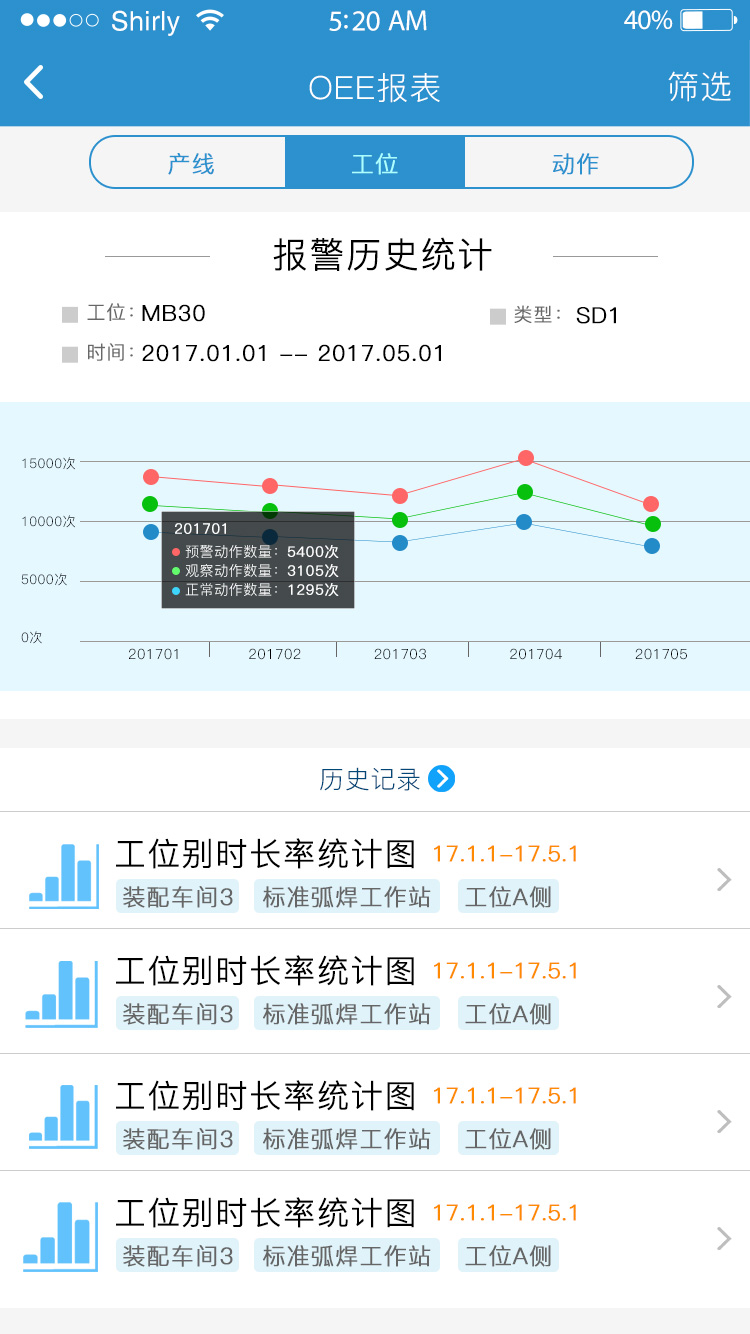 Shirly 5:20 AM 40%
OEE报表 筛选
产线 工位 动作
报警历史统计
工位: MB30 类型: SD1
时间: 2017.01.01 -- 2017.05.01
15000次
10000次
5000次
0次
201701
预警动作数量: 5400次
观察动作数量: 3105次
正常动作数量: 1295次
201701 201702 201703 201704 201705
历史记录
工位别时长率统计图 17.1.1-17.5.1
装配车间3 标准弧焊工作站 工位A侧
工位别时长率统计图 17.1.1-17.5.1
装配车间3 标准弧焊工作站 工位A侧
工位别时长率统计图 17.1.1-17.5.1
装配车间3 标准弧焊工作站 工位A侧
工位别时长率统计图 17.1.1-17.5.1
装配车间3 标准弧焊工作站 工位A侧